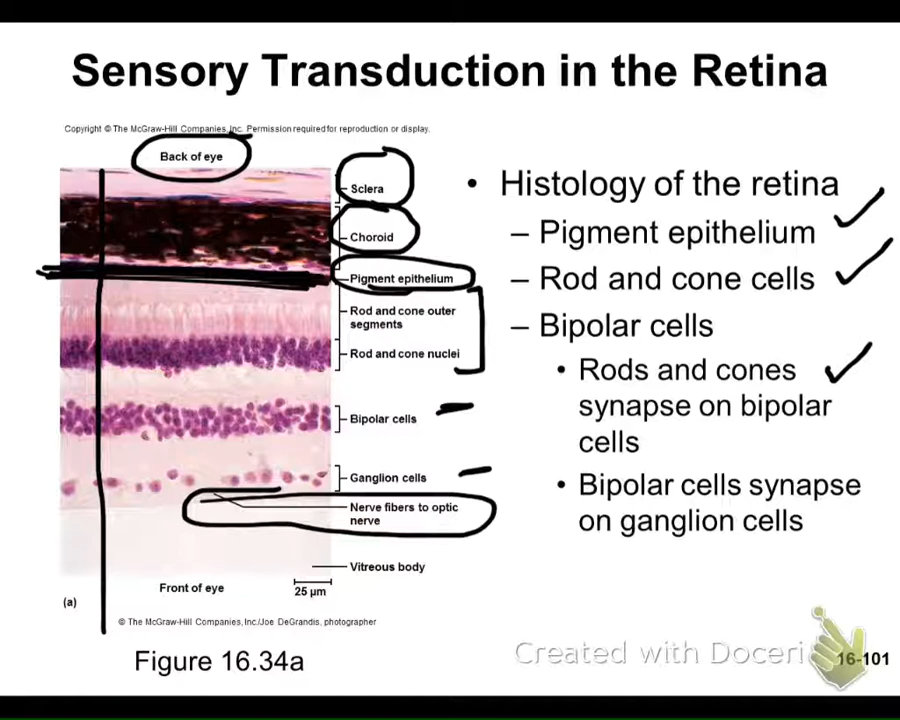 Sensory Transduction in the Retina
Copyright © The McGraw-Hill Companies, Inc. Permission required for reproduction or display.
Back of eye
Sclera
Choroid
Pigment epithelium
Rod and cone outer
segments
Rod and cone nuclei
Bipolar cells
Ganglion cells
Nerve fibers to optic
nerve
Vitreous body
Front of eye
25 µm
(a)
© The McGraw-Hill Companies, Inc./Joe DeGrandis, photographer
Figure 16.34a
• Histology of the retina
– Pigment epithelium
– Rod and cone cells
– Bipolar cells
• Rods and cones
synapse on bipolar
cells
• Bipolar cells synapse
on ganglion cells
Created with Doceri
16-101